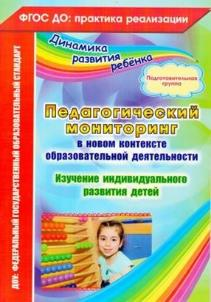 ФГОС ДО: практика реализации
Динамика
развития ребёнка
Подготовительная
группа
Педагогический
мониторинг
в новом контексте
образовательной деятельности
Изучение индивидуального
развития детей
ДОУ: ФЕДЕРАЛЬНЫЙ ГОСУДАРСТВЕННЫЙ ОБРАЗОВАТЕЛЬНЫЙ СТАНДАРТ